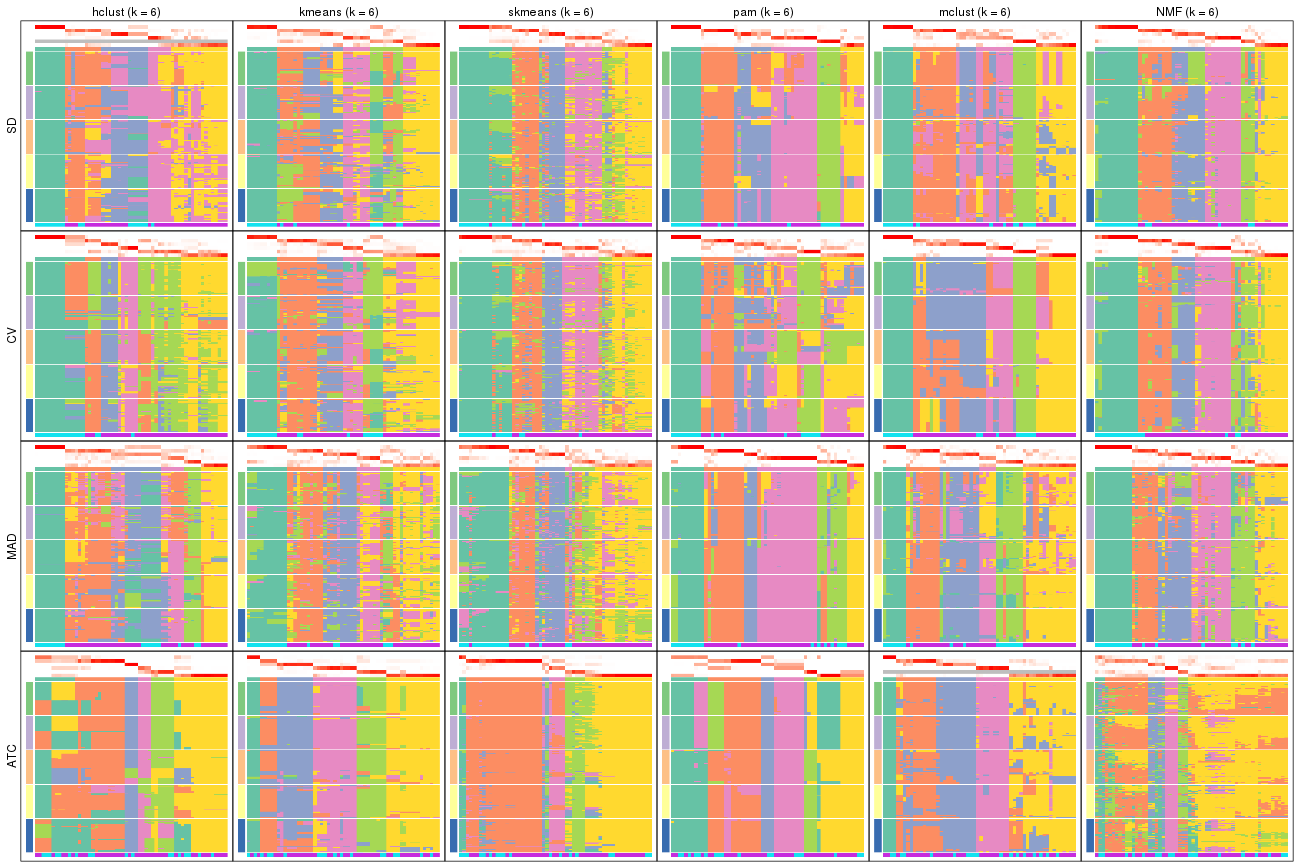 hclust (k = 6) kmeans (k = 6) skmeans (k = 6) pam (k = 6) mclust (k = 6) NMF (k = 6)
SD
CV
MAD
ATC